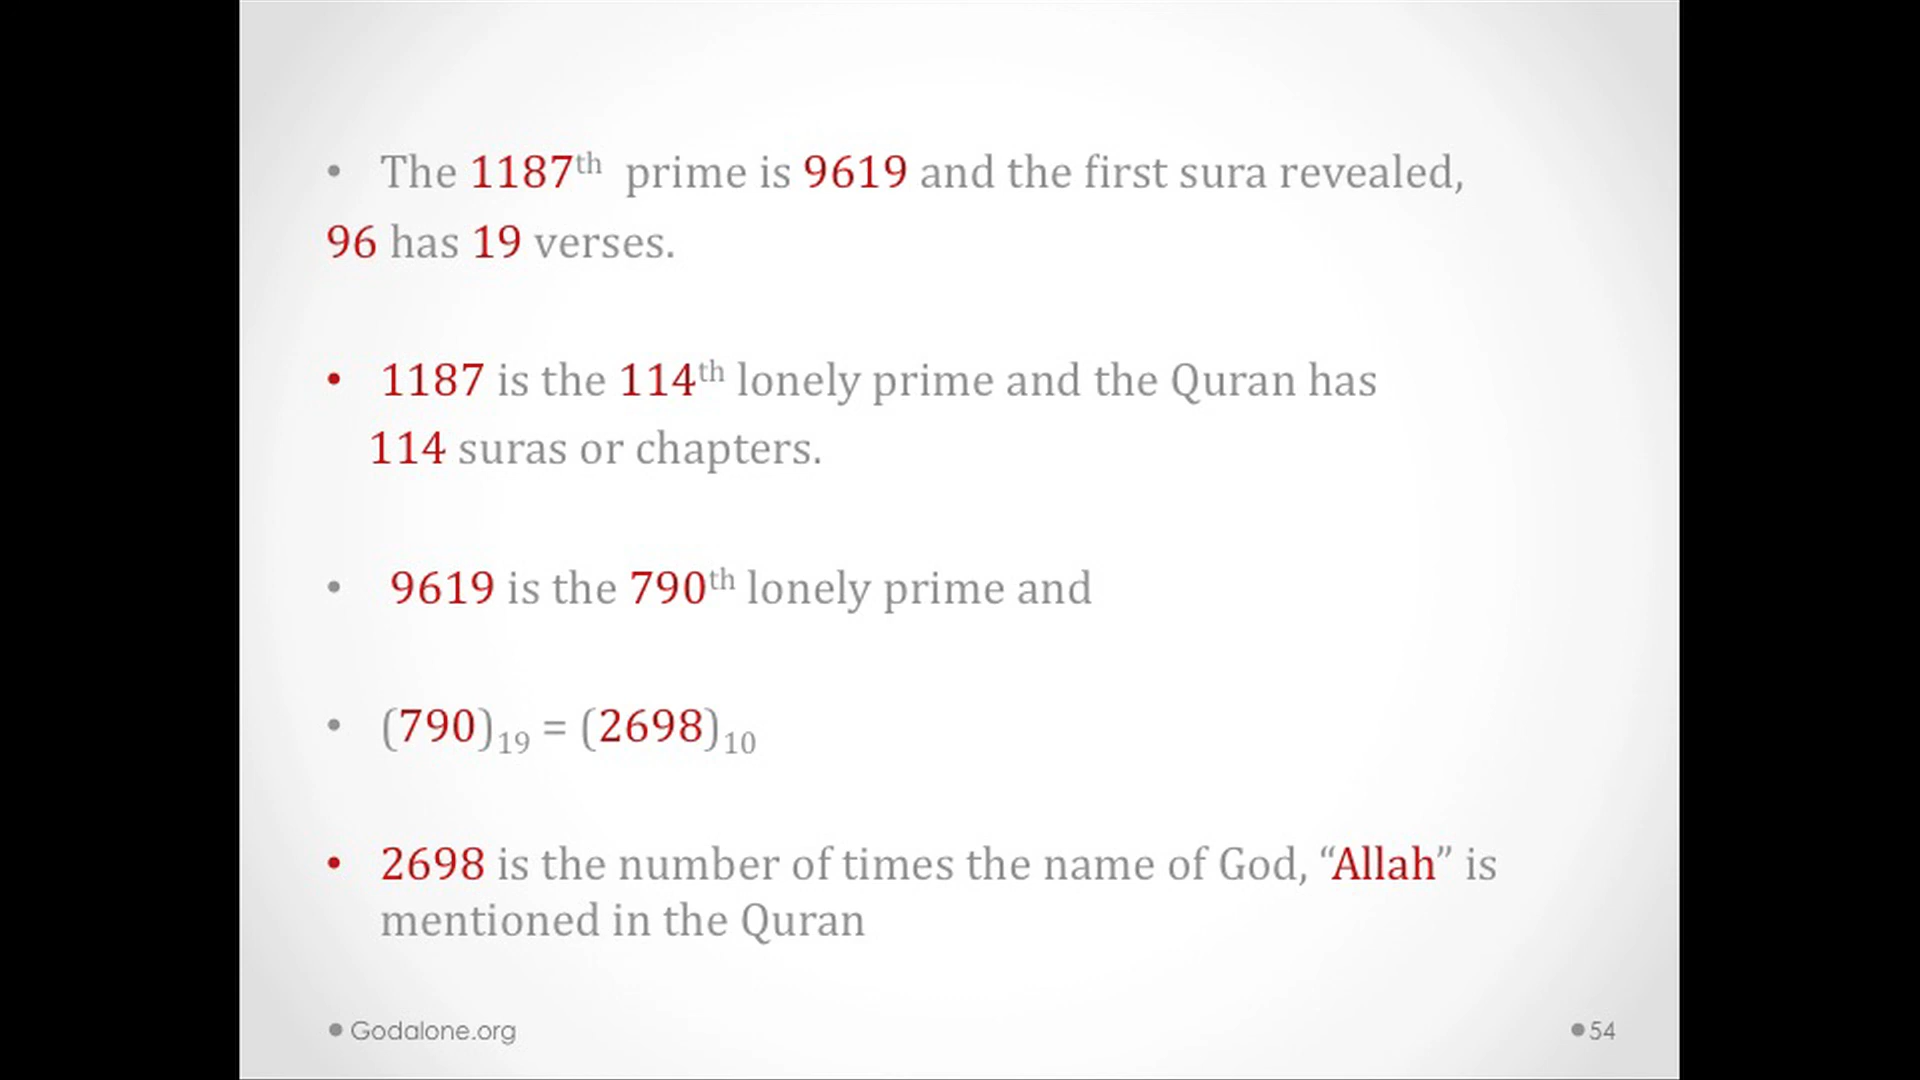 • The 1187th prime is 9619 and the first sura revealed,
96 has 19 verses.
• 1187 is the 114th lonely prime and the Quran has
114 suras or chapters.
• 9619 is the 790th lonely prime and
• (790)19 = (2698)10
• 2698 is the number of times the name of God, “Allah” is
mentioned in the Quran
• Godalone.org
• 54